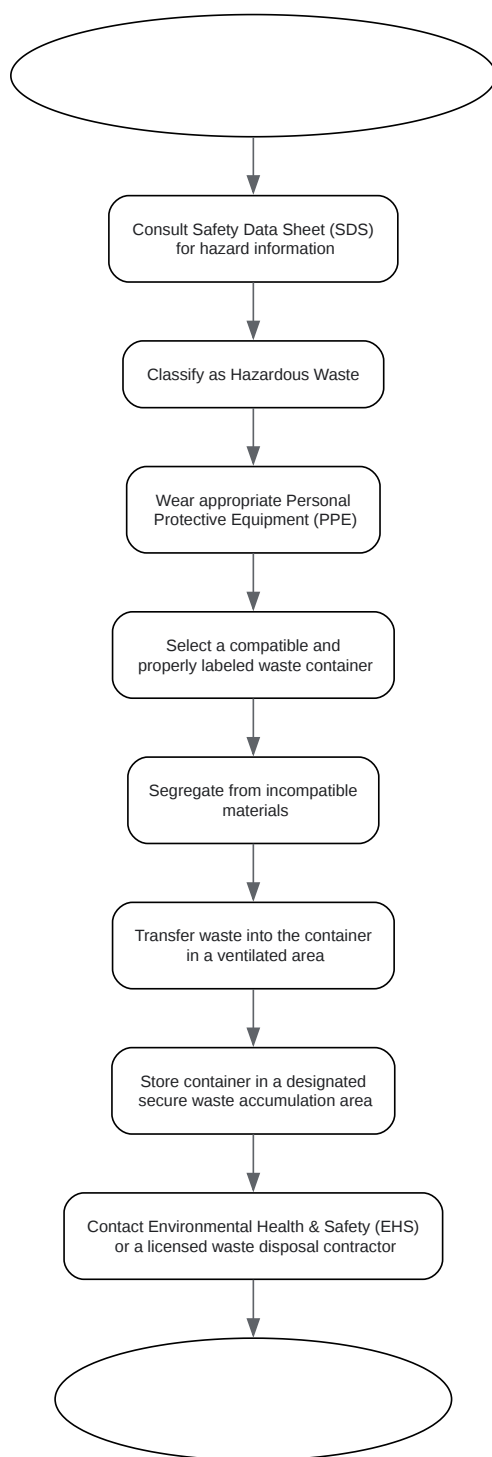 Consult Safety Data Sheet (SDS)
for hazard information
Classify as Hazardous Waste
Wear appropriate Personal
Protective Equipment (PPE)
Select a compatible and
properly labeled waste container
Segregate from incompatible
materials
Transfer waste into the container
in a ventilated area
Store container in a designated
secure waste accumulation area
Contact Environmental Health & Safety (EHS)
or a licensed waste disposal contractor